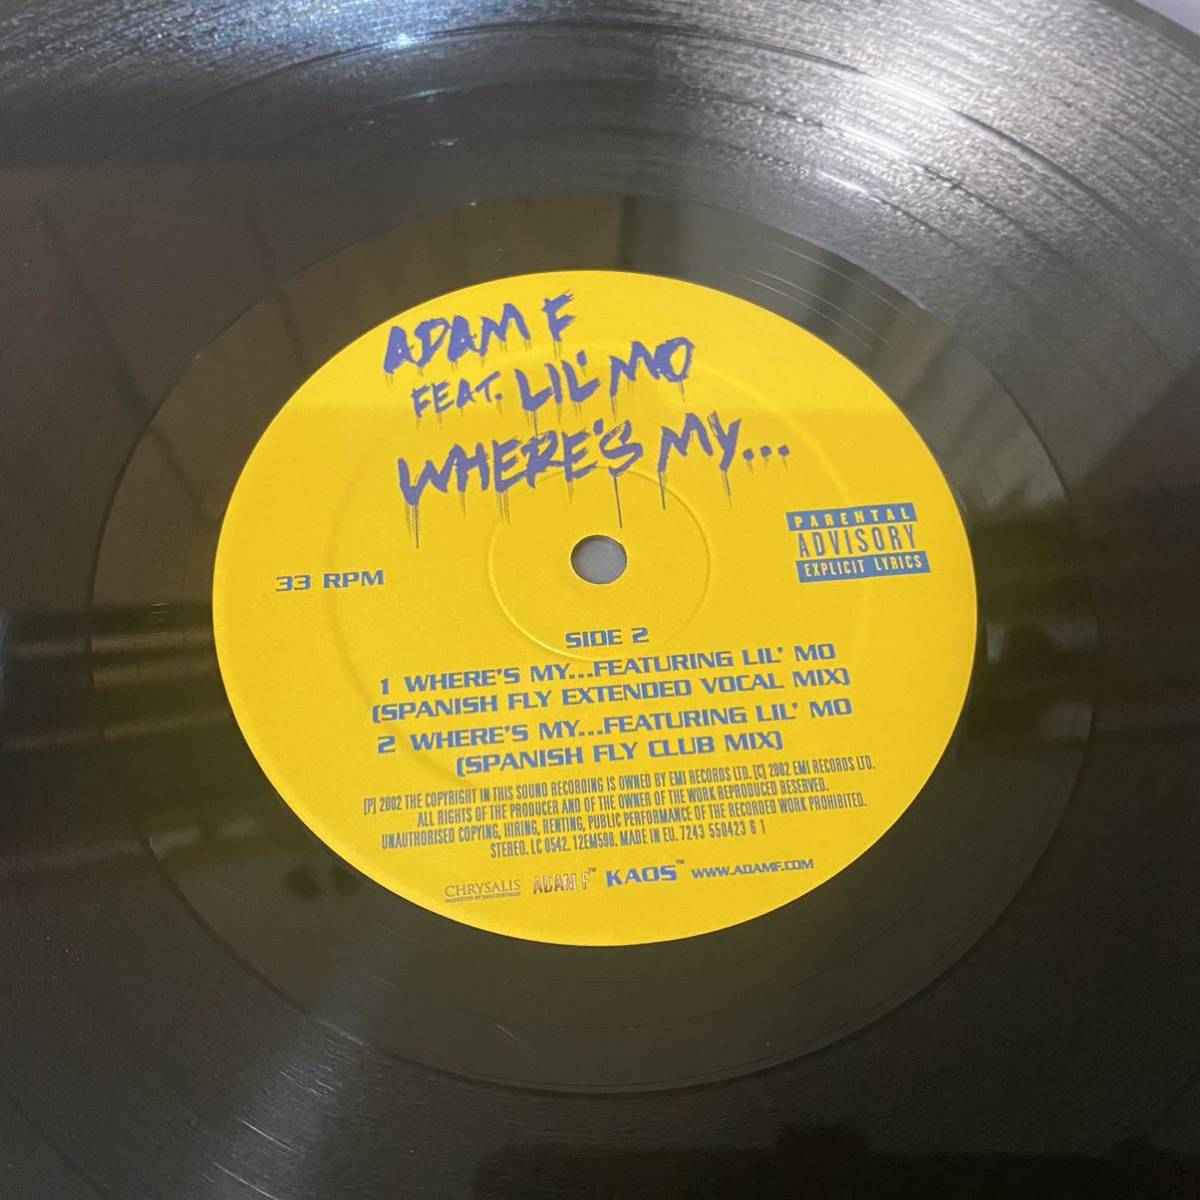 ADAM F
FEAT. LIL' MO
WHERE'S MY...
PARENTAL
ADVISORY
EXPLICIT LYRICS
33 RPM
SIDE 2
1 WHERE'S MY...FEATURING LIL' MO
(SPANISH FLY EXTENDED VOCAL MIX)
2 WHERE'S MY...FEATURING LIL' MO
(SPANISH FLY CLUB MIX)
(P) 2002 THE COPYRIGHT IN THIS SOUND RECORDING IS OWNED BY EMI RECORDS LTD. (C) 2002 EMI RECORDS LTD.
ALL RIGHTS OF THE PRODUCER AND OF THE OWNER OF THE WORK REPRODUCED RESERVED.
UNAUTHORISED COPYING, HIRING, RENTING, PUBLIC PERFORMANCE OF THE RECORDED WORK PROHIBITED.
STEREO. LC 0542. 12EM598. MADE IN EU. 7243 550423 6 1
CHRYSALIS ADAM F™ KAOS™ WWW.ADAMF.COM